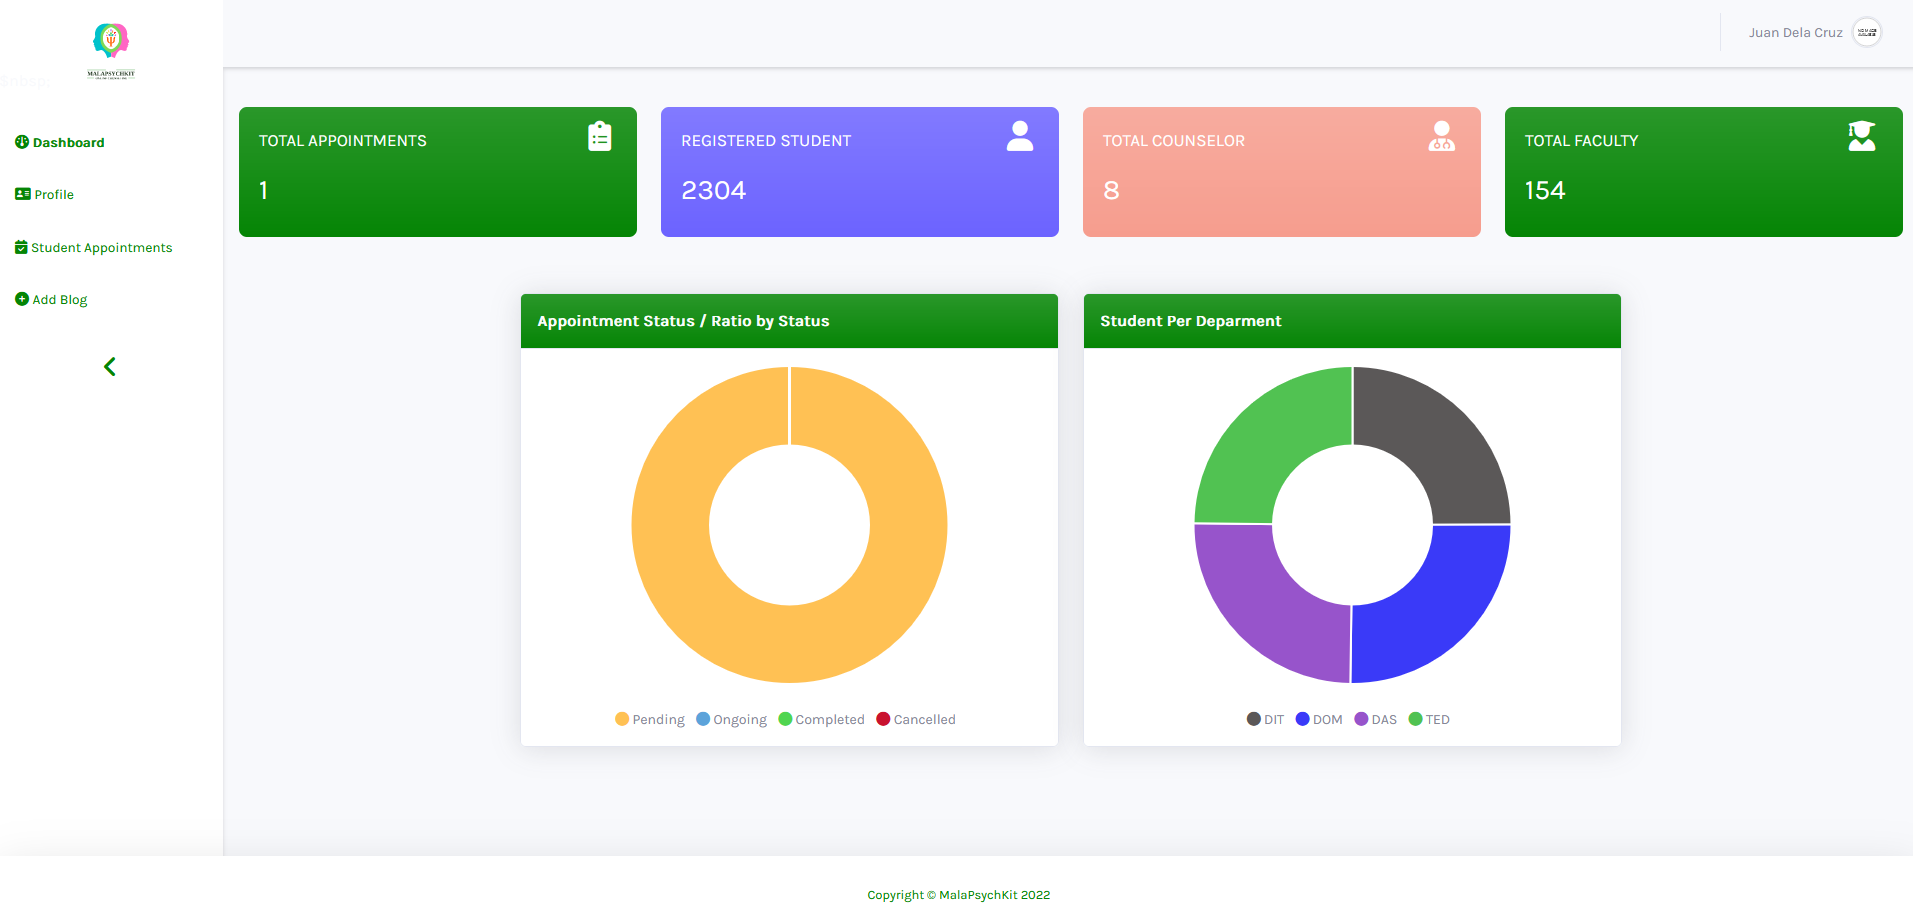 MALAPSYCHKIT
Juan Dela Cruz
Dashboard
Profile
Student Appointments
Add Blog
TOTAL APPOINTMENTS
1
REGISTERED STUDENT
2304
TOTAL COUNSELOR
8
TOTAL FACULTY
154
Appointment Status / Ratio by Status
Pending Ongoing Completed Cancelled
Student Per Deparment
DIT DOM DAS TED
Copyright © MalaPsychKit 2022